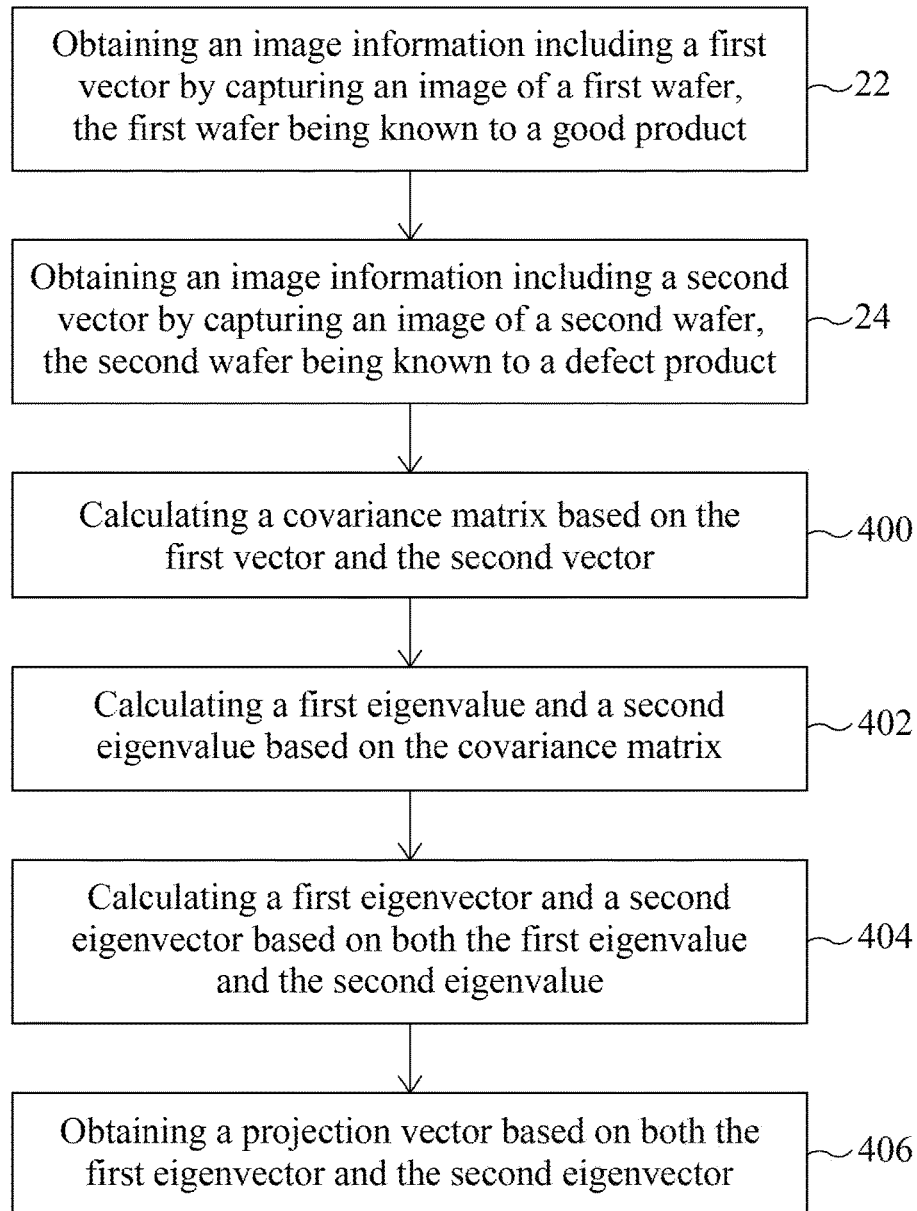 Obtaining an image information including a first
vector by capturing an image of a first wafer,
the first wafer being known to a good product
22
Obtaining an image information including a second
vector by capturing an image of a second wafer,
the second wafer being known to a defect product
24
Calculating a covariance matrix based on the
first vector and the second vector
400
Calculating a first eigenvalue and a second
eigenvalue based on the covariance matrix
402
Calculating a first eigenvector and a second
eigenvector based on both the first eigenvalue
and the second eigenvalue
404
Obtaining a projection vector based on both the
first eigenvector and the second eigenvector
406